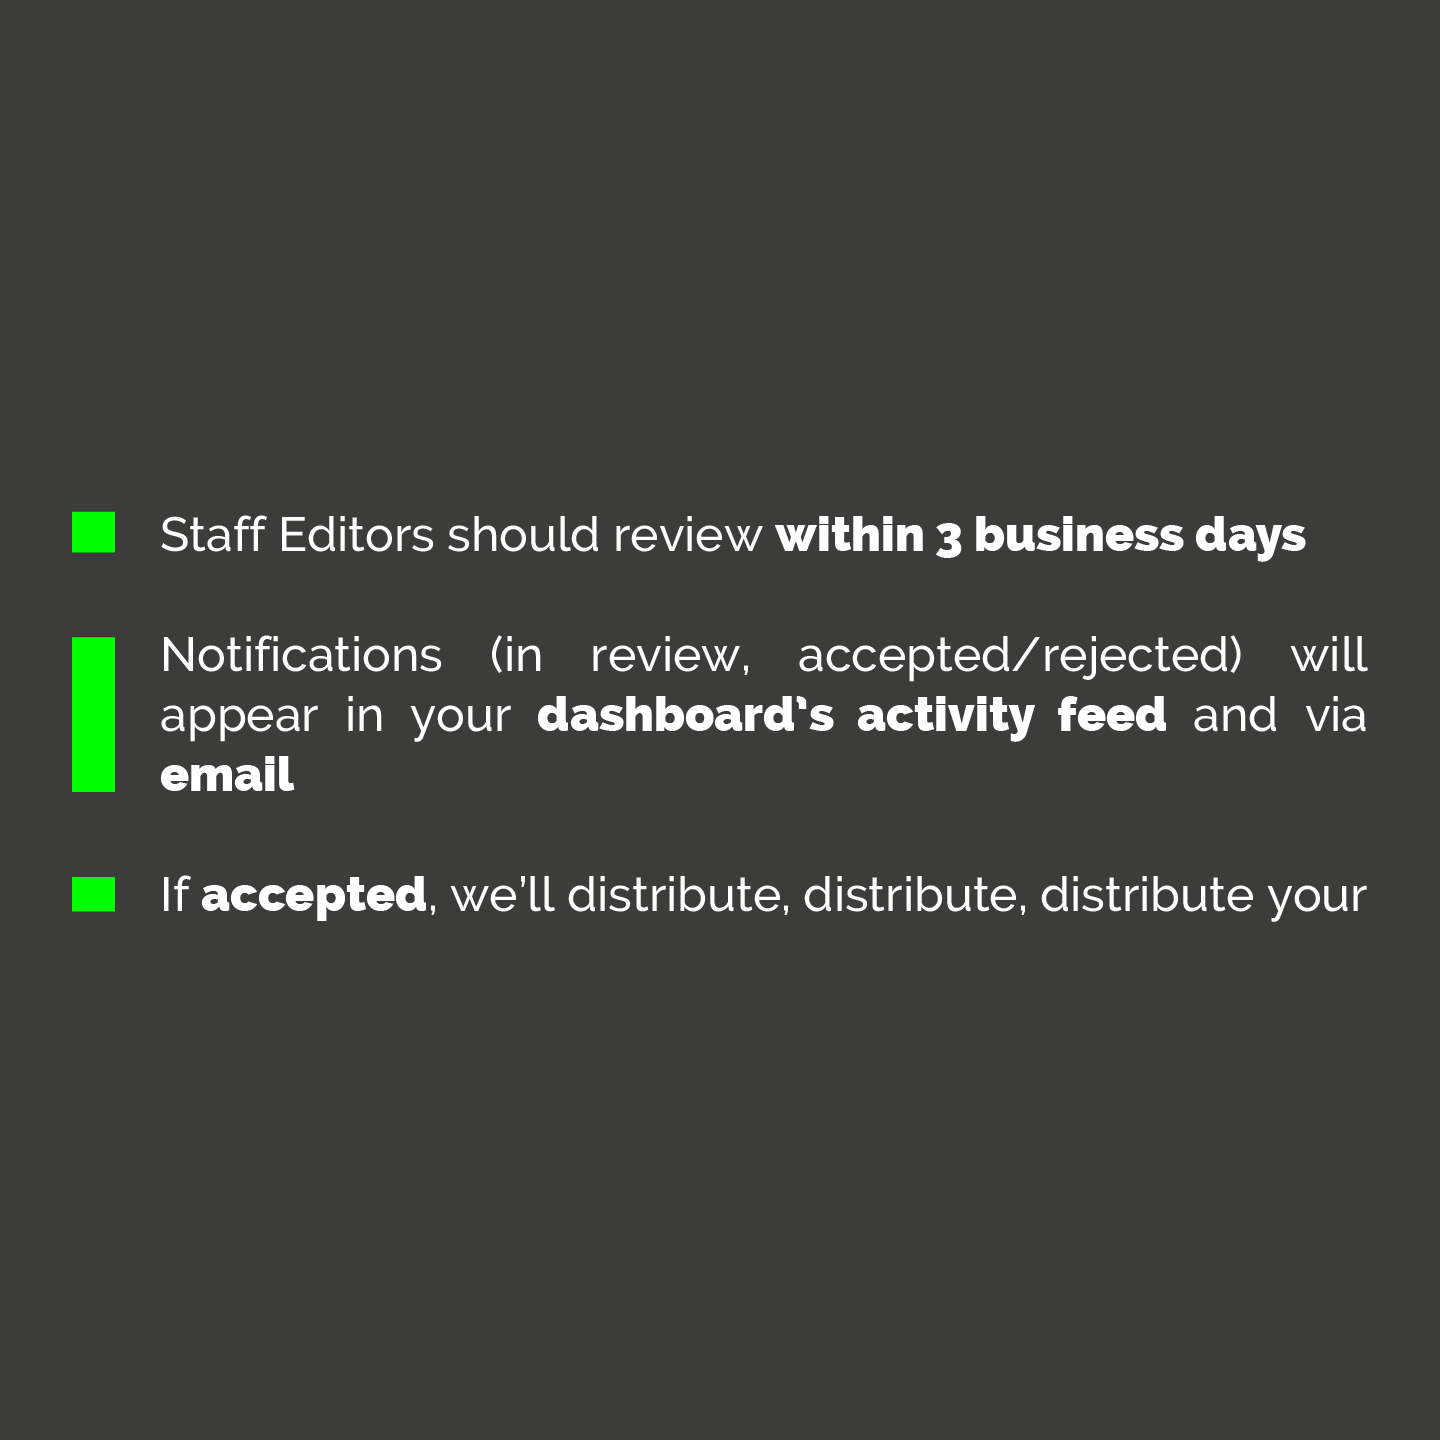 Staff Editors should review within 3 business days
Notifications (in review, accepted/rejected) will
appear in your dashboard’s activity feed and via
email
If accepted, we’ll distribute, distribute, distribute your